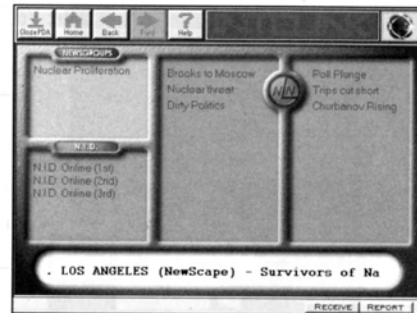 Close PDA
Home
Back
Fwd
Help
NEWSGROUPS
Nuclear Proliferation
N.I.D.
N.I.D. Online (1st)
N.I.D. Online (2nd)
N.I.D. Online (3rd)
Brooks to Moscow
Nuclear threat
Dirty Politics
NN
Poll Plunge
Trips cut short
Churbanov Rising
. LOS ANGELES (NewScape) - Survivors of Na
RECEIVE
REPORT